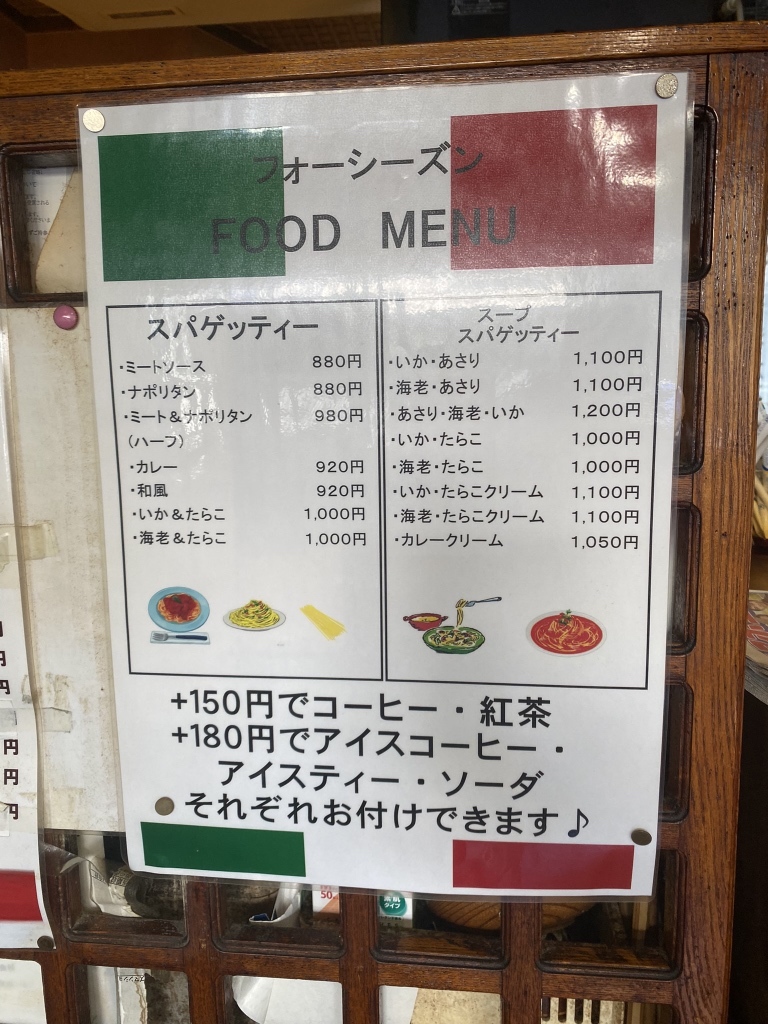 フォーシーズン
FOOD MENU
スパゲッティー
・ミートソース 880円
・ナポリタン 880円
・ミート＆ナポリタン 980円
（ハーフ）
・カレー 920円
・和風 920円
・いか＆たらこ 1,000円
・海老＆たらこ 1,000円
スープ
スパゲッティー
・いか・あさり 1,100円
・海老・あさり 1,100円
・あさり・海老・いか 1,200円
・いか・たらこ 1,000円
・海老・たらこ 1,000円
・いか・たらこクリーム 1,100円
・海老・たらこクリーム 1,100円
・カレークリーム 1,050円
+150円でコーヒー・紅茶
+180円でアイスコーヒー・
アイスティー・ソーダ
それぞれお付けできます♪
円
円
円
円
円
円
50
タイプ